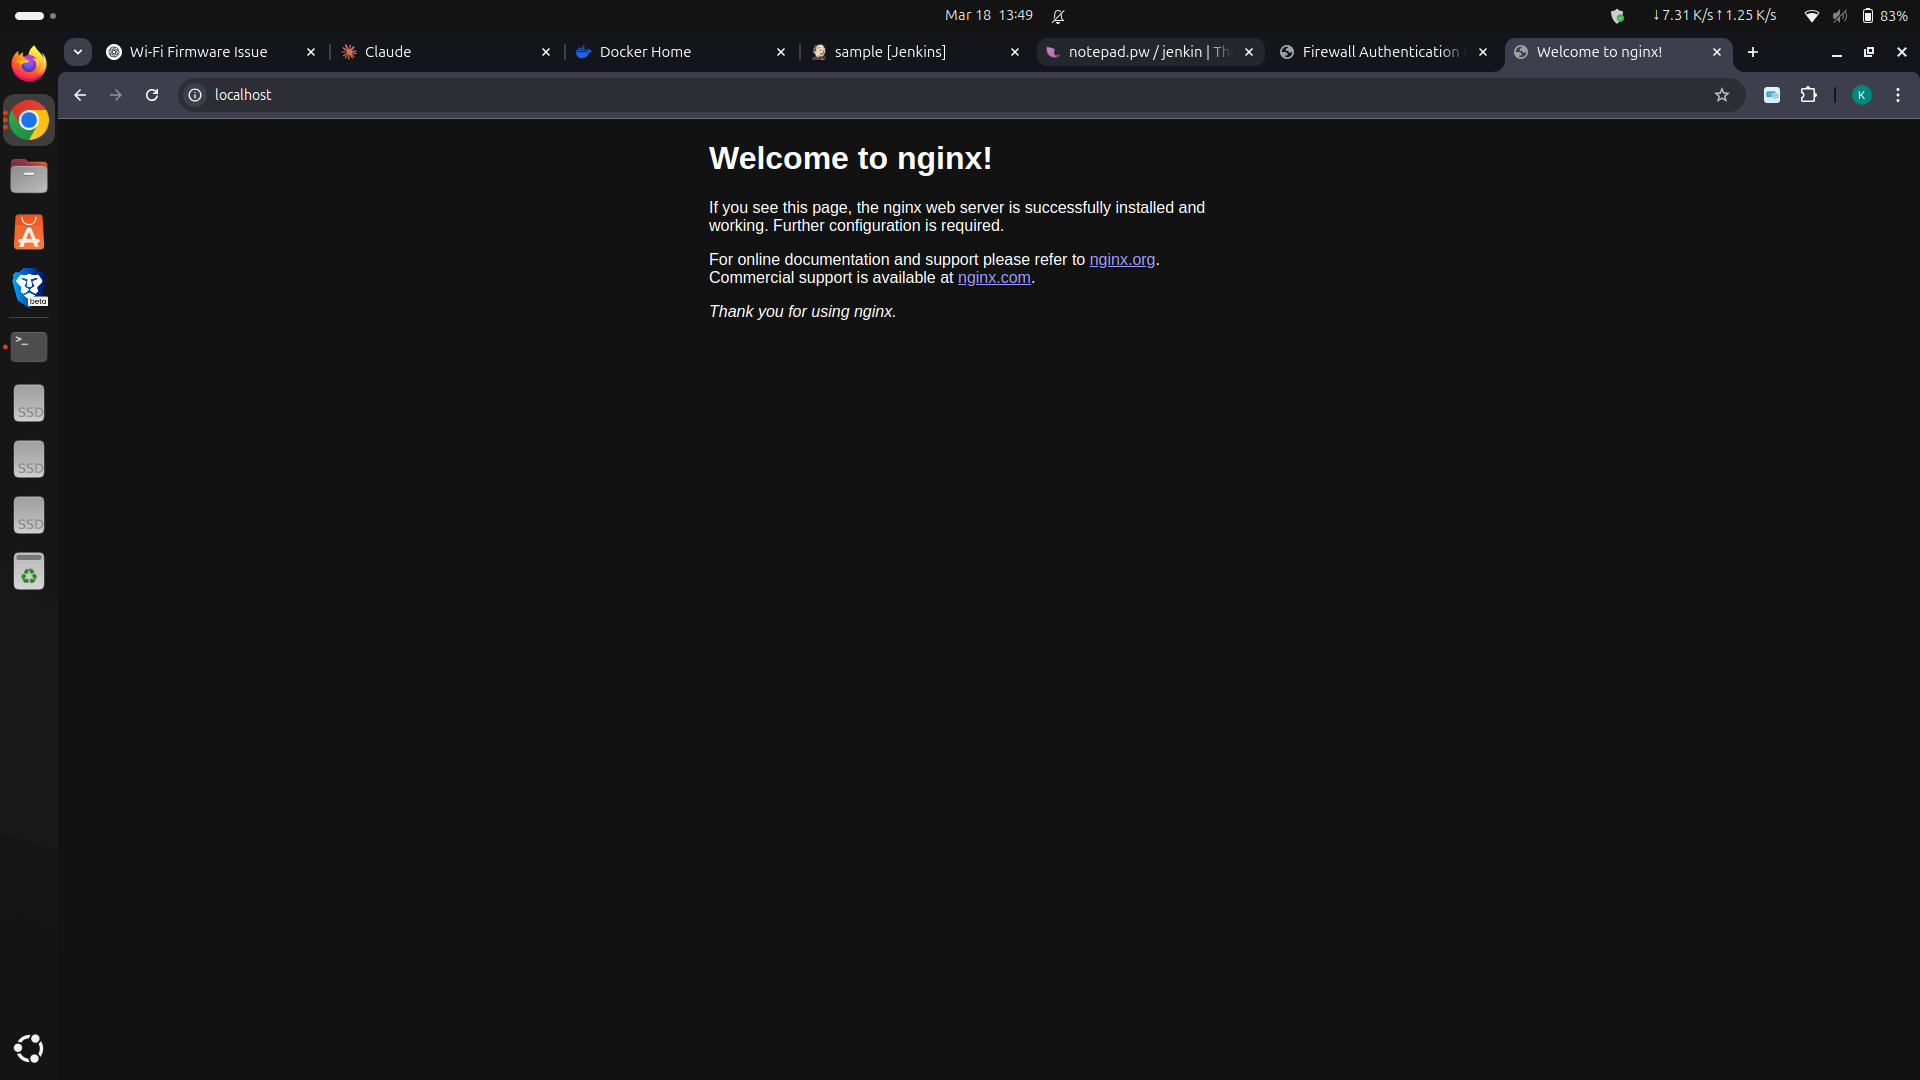 Mar 18 13:49
↓7.31 K/s↑1.25 K/s
83%
Wi-Fi Firmware Issue
Claude
Docker Home
sample [Jenkins]
notepad.pw / jenkin | Th
Firewall Authentication
Welcome to nginx!
localhost
K
Welcome to nginx!
If you see this page, the nginx web server is successfully installed and
working. Further configuration is required.
For online documentation and support please refer to nginx.org.
Commercial support is available at nginx.com.
Thank you for using nginx.
beta
>_
SSD
SSD
SSD